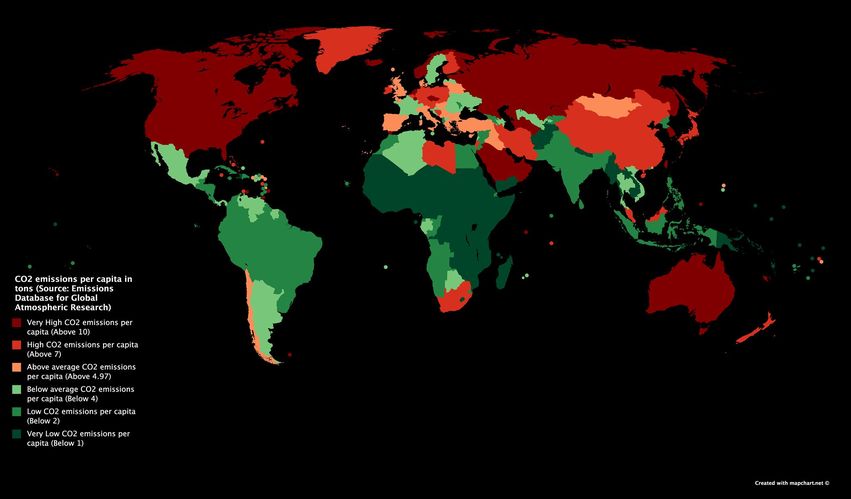 CO2 emissions per capita in
tons (Source: Emissions
Database for Global
Atmospheric Research)
Very High CO2 emissions per
capita (Above 10)
High CO2 emissions per capita
(Above 7)
Above average CO2 emissions
per capita (Above 4.97)
Below average CO2 emissions
per capita (Below 4)
Low CO2 emissions per capita
(Below 2)
Very Low CO2 emissions per
capita (Below 1)
Created with mapchart.net ©